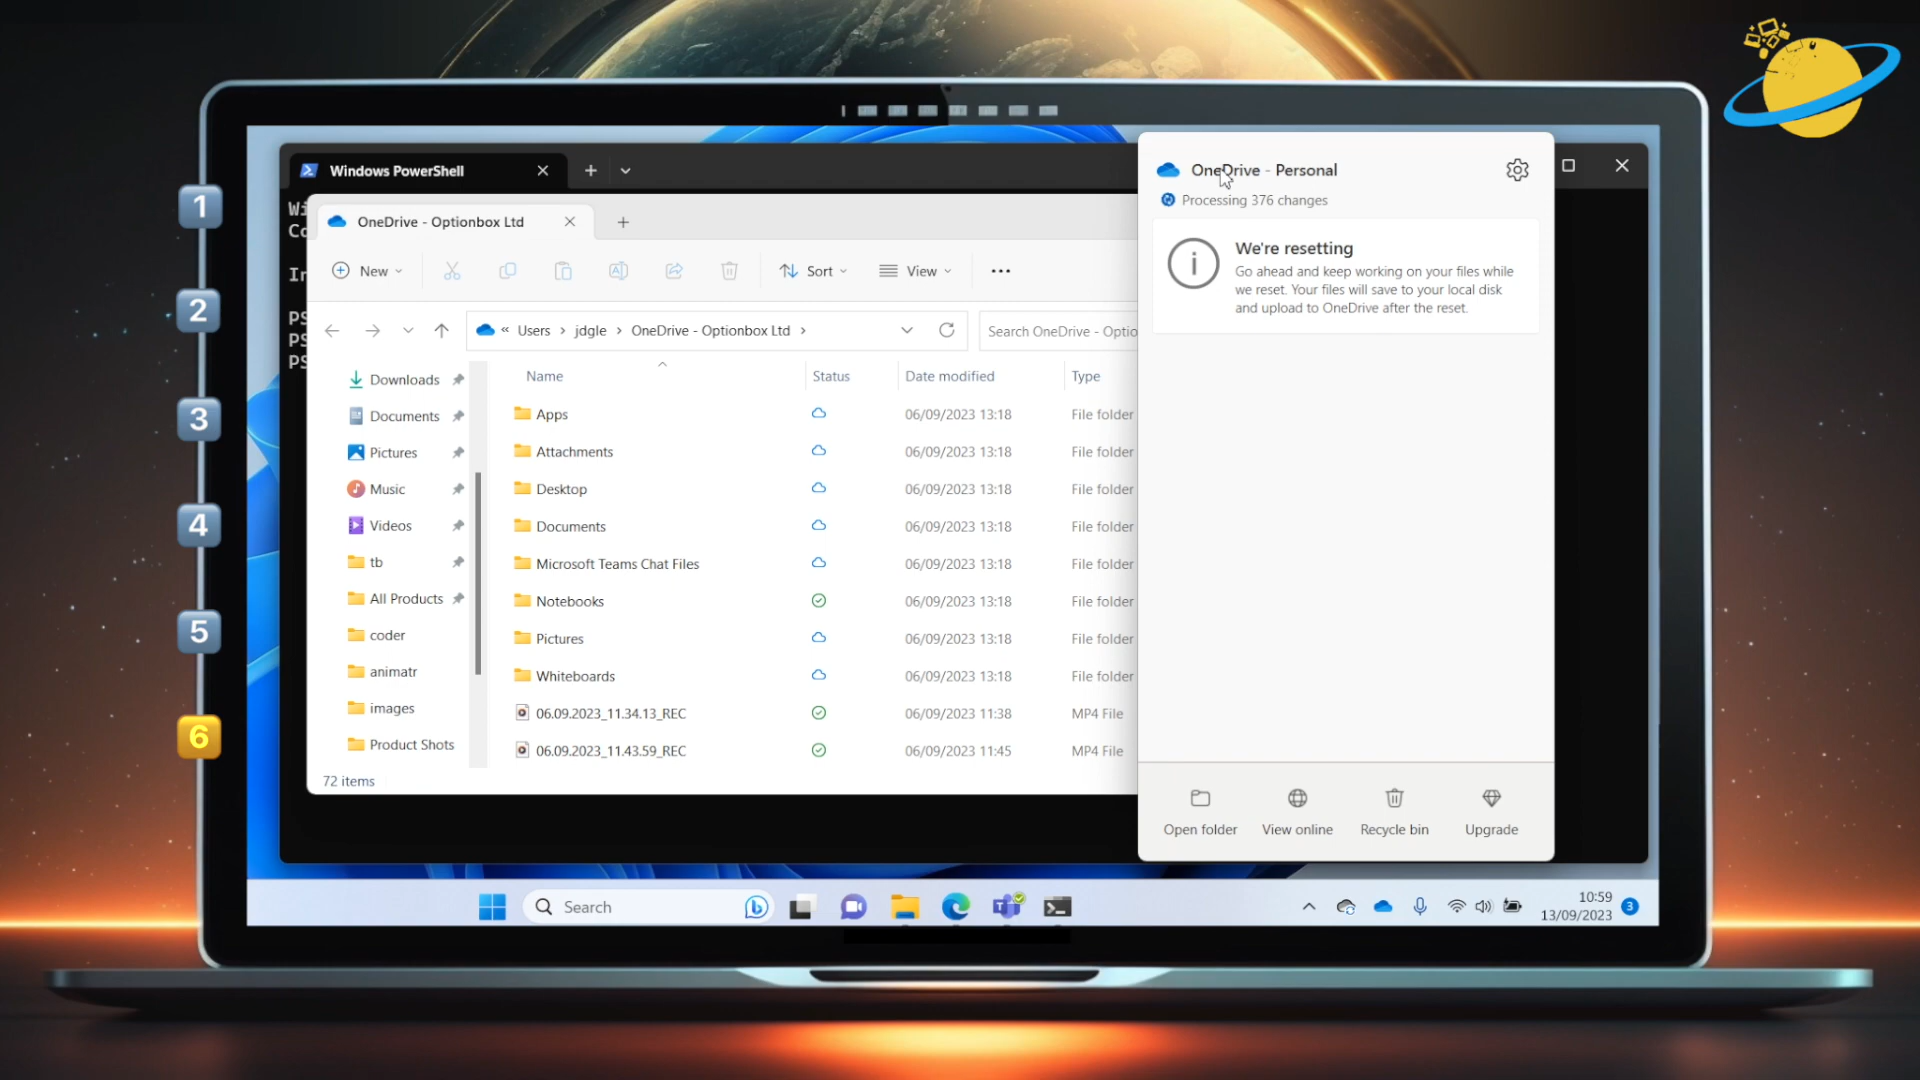 1
2
3
4
5
6
Windows PowerShell
Wi
Co
In
PS
PS
PS
OneDrive - Optionbox Ltd
New
Sort
View
« Users > jdgle > OneDrive - Optionbox Ltd >
Search OneDrive - Optio
Downloads
Documents
Pictures
Music
Videos
tb
All Products
coder
animatr
images
Product Shots
Name Status Date modified Type
Apps 06/09/2023 13:18 File folder
Attachments 06/09/2023 13:18 File folder
Desktop 06/09/2023 13:18 File folder
Documents 06/09/2023 13:18 File folder
Microsoft Teams Chat Files 06/09/2023 13:18 File folder
Notebooks 06/09/2023 13:18 File folder
Pictures 06/09/2023 13:18 File folder
Whiteboards 06/09/2023 13:18 File folder
06.09.2023_11.34.13_REC 06/09/2023 11:38 MP4 File
06.09.2023_11.43.59_REC 06/09/2023 11:45 MP4 File
72 items
OneDrive - Personal
Processing 376 changes
We're resetting
Go ahead and keep working on your files while
we reset. Your files will save to your local disk
and upload to OneDrive after the reset.
Open folder View online Recycle bin Upgrade
Search
10:59
13/09/2023
3